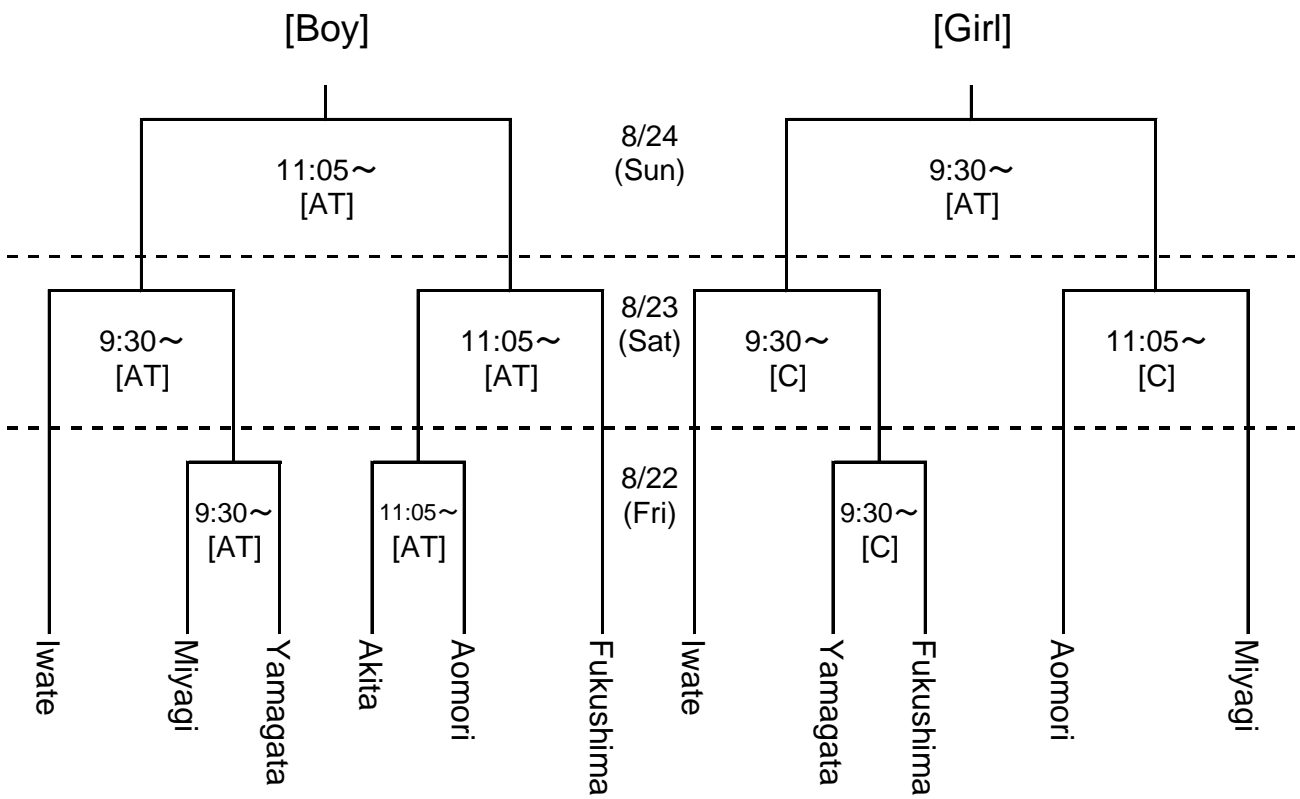 [Boy]
[Girl]
8/24
(Sun)
11:05～
[AT]
9:30～
[AT]
8/23
(Sat)
9:30～
[AT]
11:05～
[AT]
9:30～
[C]
11:05～
[C]
8/22
(Fri)
9:30～
[AT]
11:05～
[AT]
9:30～
[C]
Iwate
Miyagi
Yamagata
Akita
Aomori
Fukushima
Iwate
Yamagata
Fukushima
Aomori
Miyagi